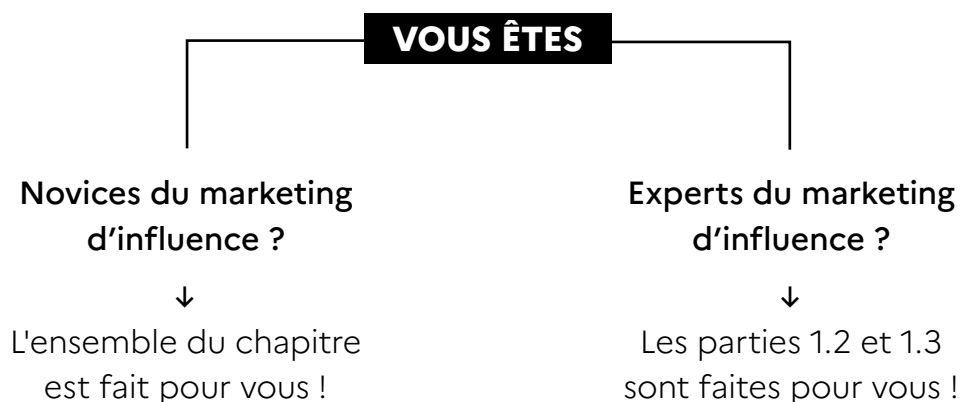 VOUS ÊTES
Novices du marketing
d'influence ?
↓
L'ensemble du chapitre
est fait pour vous !
Experts du marketing
d'influence ?
↓
Les parties 1.2 et 1.3
sont faites pour vous !